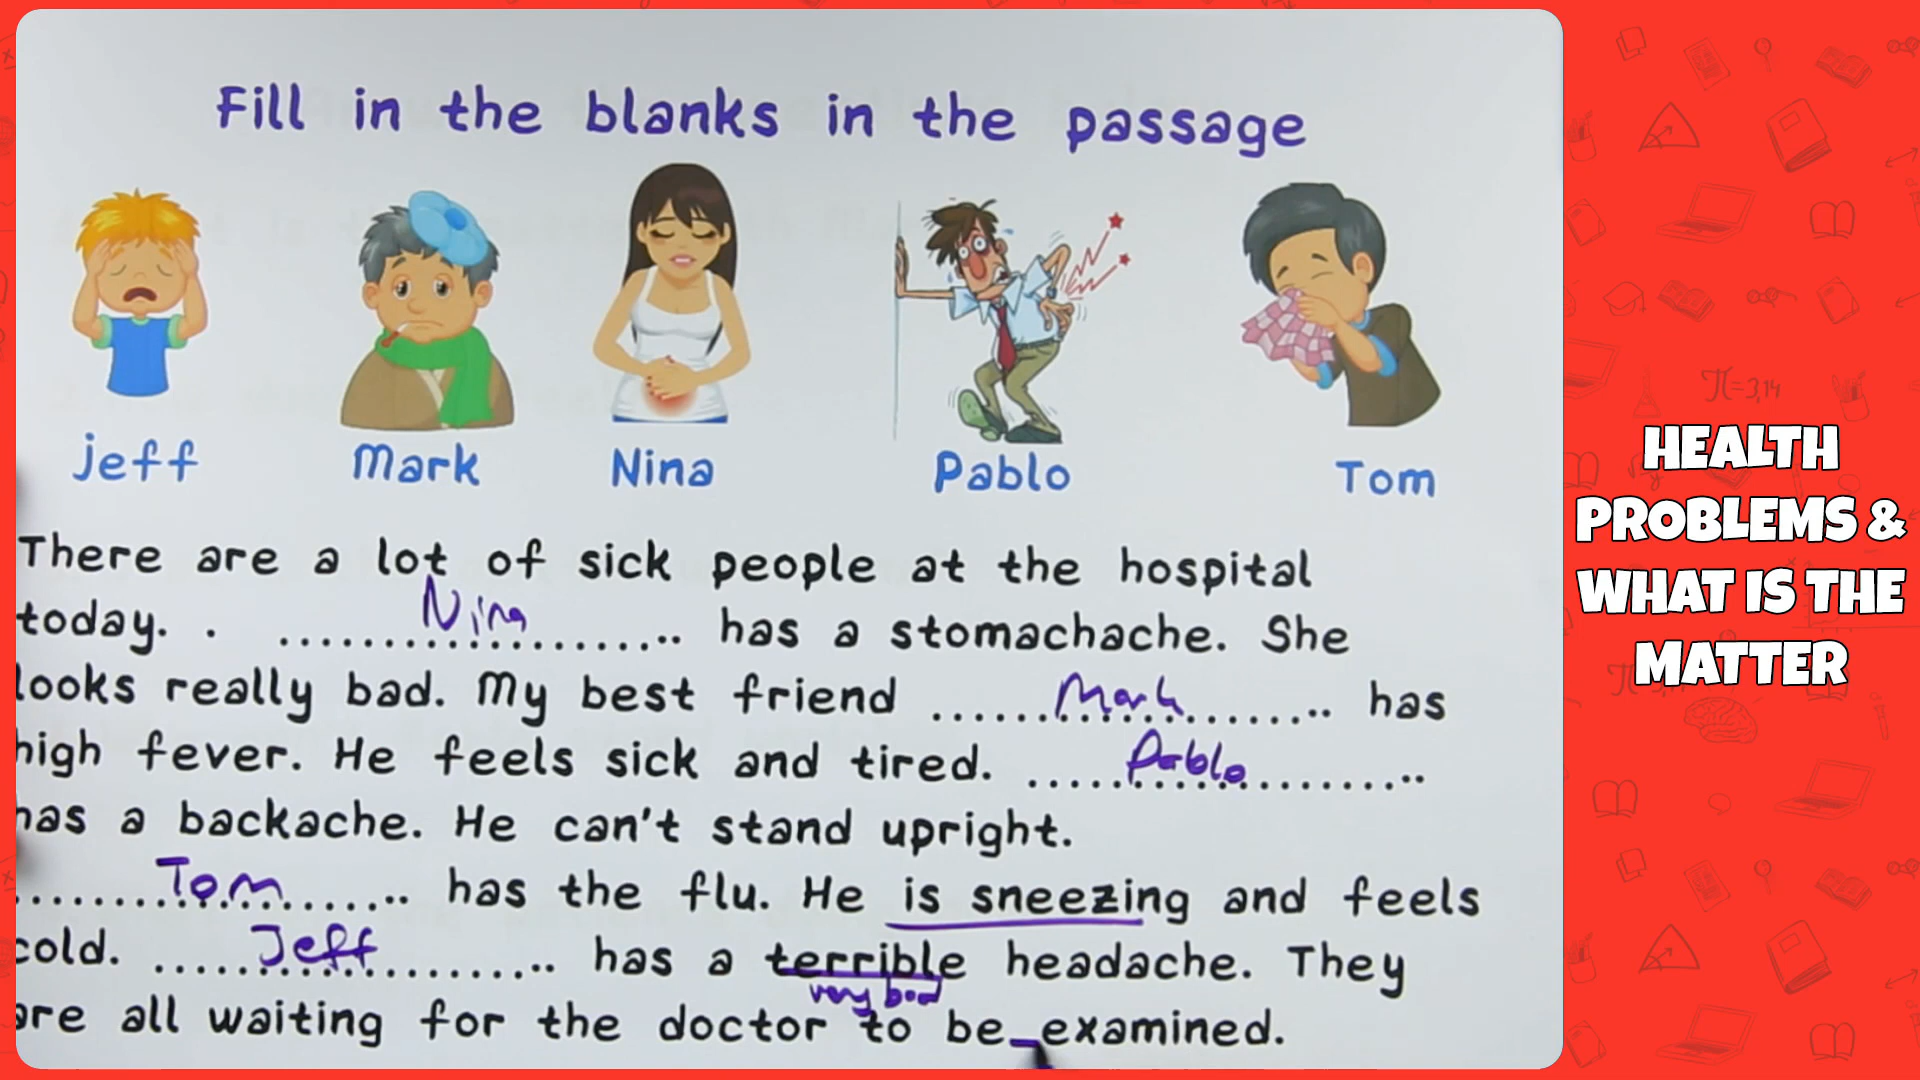 Fill in the blanks in the passage
jeff Mark Nina Pablo Tom
There are a lot of sick people at the hospital
today. . Nina .................... has a stomachache. She
looks really bad. My best friend Mark .................... has
high fever. He feels sick and tired. Pablo ....................
has a backache. He can't stand upright.
Tom .................... has the flu. He is sneezing and feels
cold. Jeff .................... has a terrible headache. They
very bad
are all waiting for the doctor to be examined.
HEALTH
PROBLEMS &
WHAT IS THE
MATTER
π=3,14